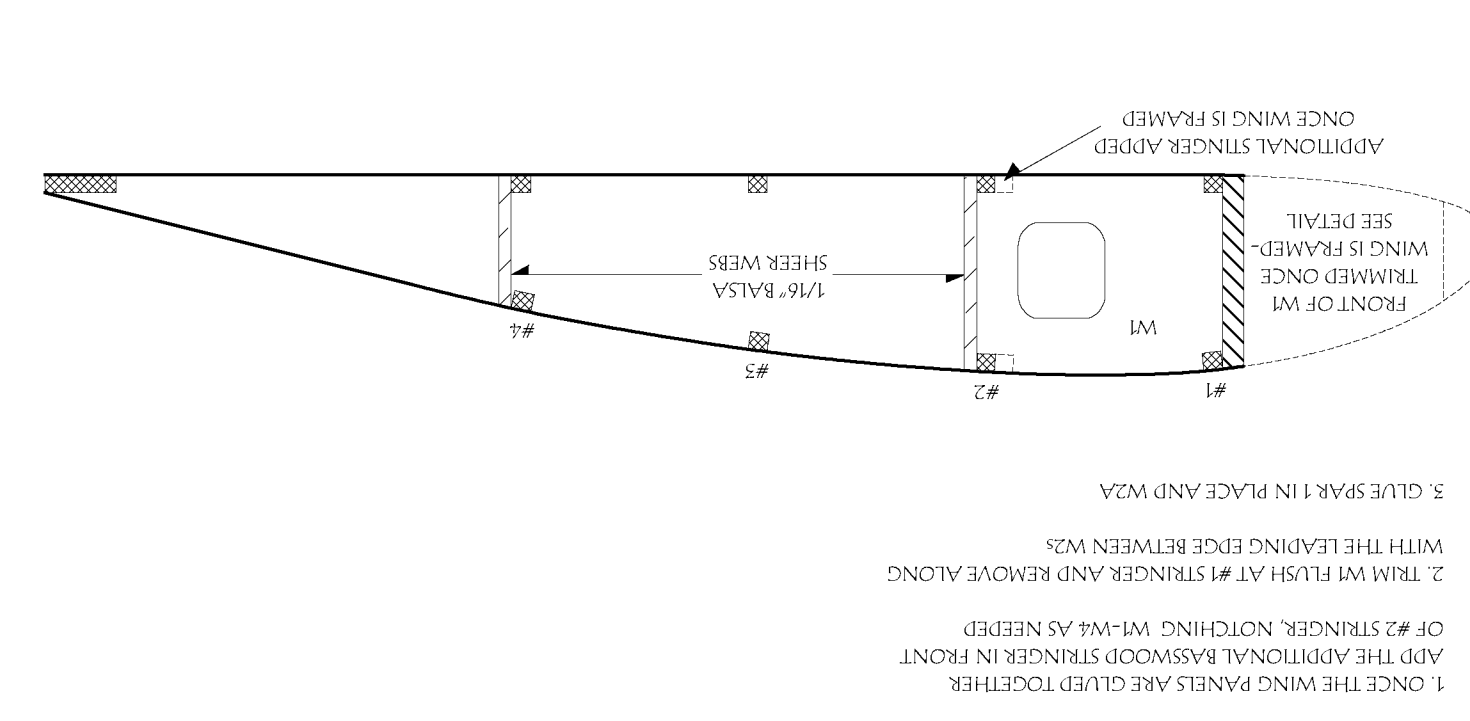 1. ONCE THE WING PANELS ARE GLUED TOGETHER
ADD THE ADDITIONAL BASSWOOD STRINGER IN FRONT
OF #2 STRINGER, NOTCHING W1-W4 AS NEEDED
2. TRIM W1 FLUSH AT #1 STRINGER AND REMOVE ALONG
WITH THE LEADING EDGE BETWEEN W2s
3. GLUE SPAR 1 IN PLACE AND W2A
#1
#2
#3
#4
W1
FRONT OF W1
TRIMMED ONCE
WING IS FRAMED-
SEE DETAIL
1/16" BALSA
SHEER WEBS
ADDITIONAL STINGER ADDED
ONCE WING IS FRAMED